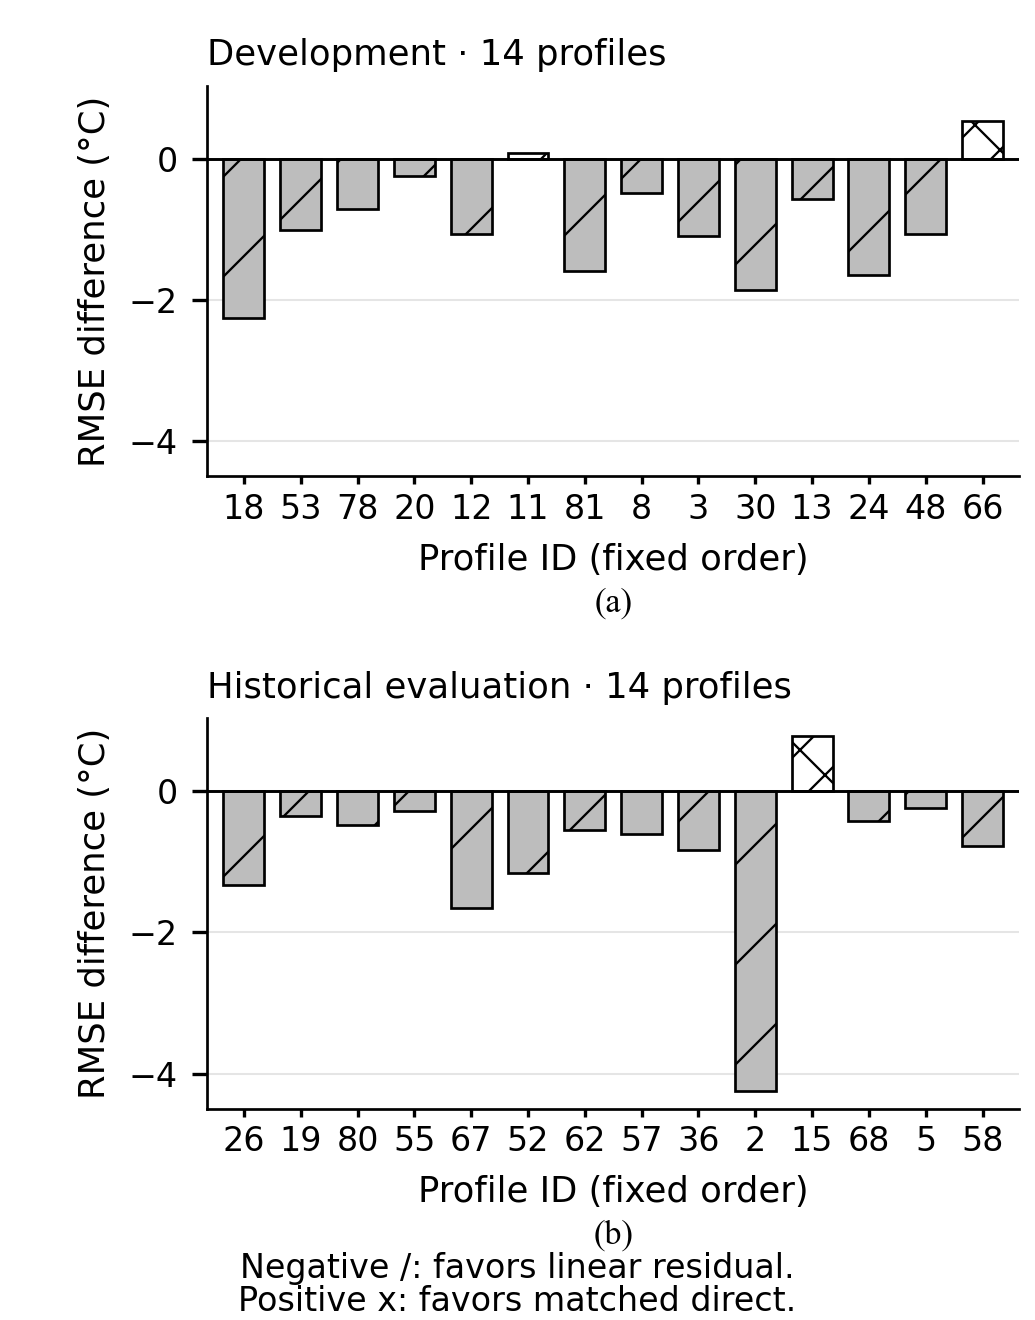 Development · 14 profiles
RMSE difference (°C)
0
−2
−4
18 53 78 20 12 11 81 8 3 30 13 24 48 66
Profile ID (fixed order)
(a)
Historical evaluation · 14 profiles
RMSE difference (°C)
0
−2
−4
26 19 80 55 67 52 62 57 36 2 15 68 5 58
Profile ID (fixed order)
(b)
Negative /: favors linear residual.
Positive x: favors matched direct.